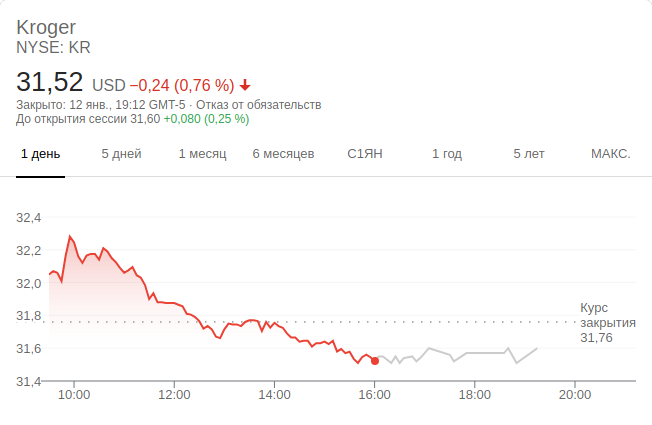 Kroger
NYSE: KR
31,52 USD −0,24 (0,76 %)
Закрыто: 12 янв., 19:12 GMT-5 · Отказ от обязательств
До открытия сессии 31,60 +0,080 (0,25 %)
1 день 5 дней 1 месяц 6 месяцев С1ЯН 1 год 5 лет МАКС.
32,4
32,2
32,0
31,8
31,6
31,4
Курс
закрытия
31,76
10:00 12:00 14:00 16:00 18:00 20:00